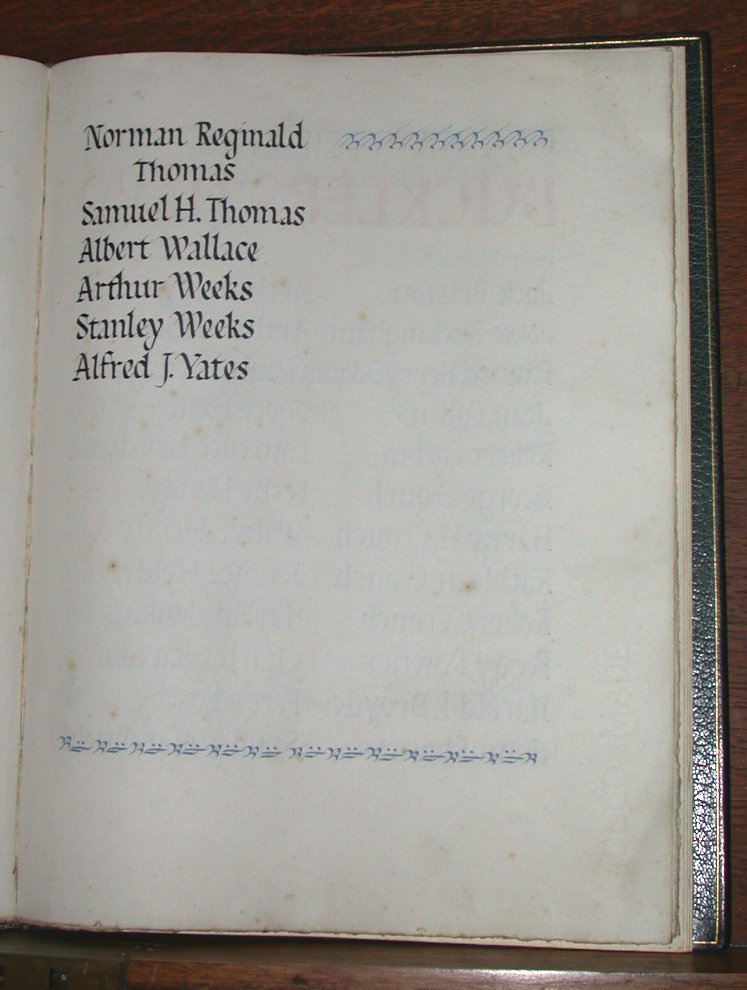 Norman Reginald
Thomas
Samuel H. Thomas
Albert Wallace
Arthur Weeks
Stanley Weeks
Alfred J. Yates